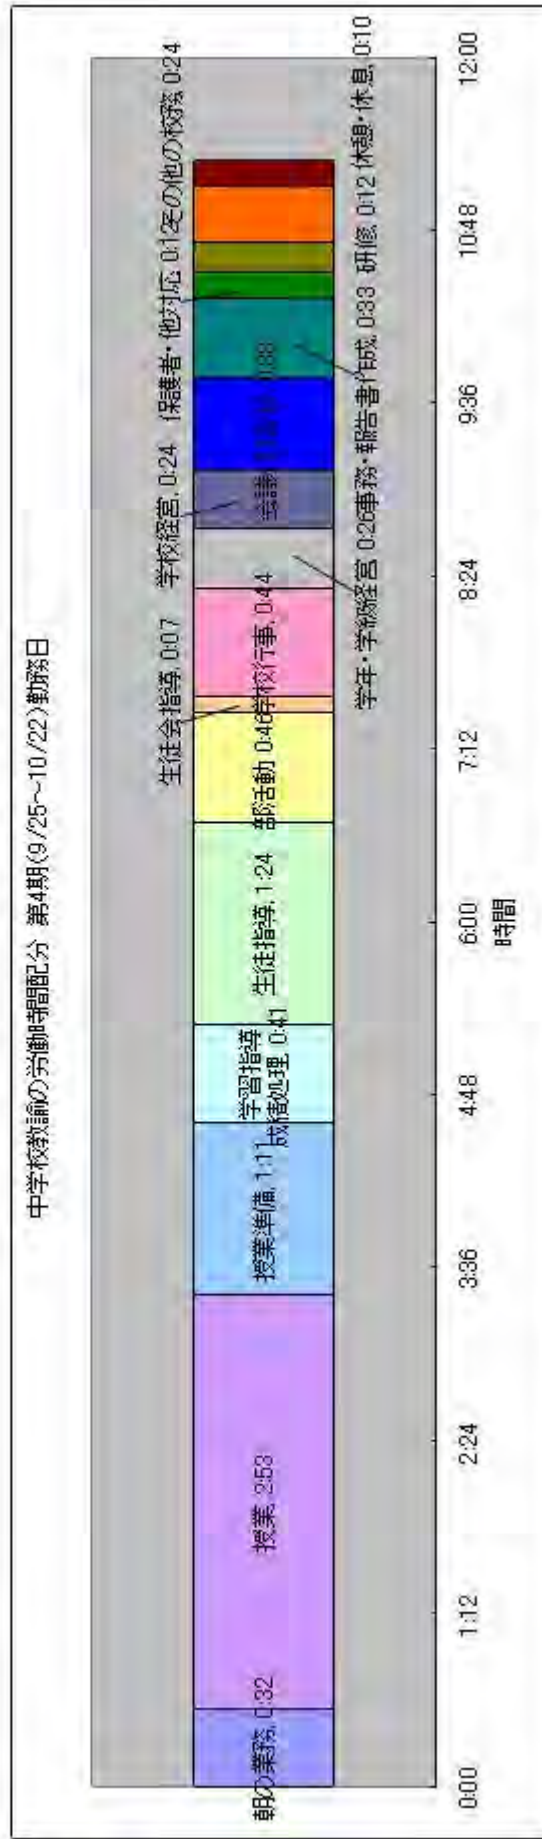 中学校教諭の労働時間配分 第4期(9/25～10/22)勤務日
朝の業務, 0:32
授業, 2:53
授業準備, 1:11
学習指導
成績処理, 0:41
生徒指導, 1:24
部活動 0:46
生徒会指導, 0:07
学校行事, 0:44
学年・学級経営 0:26
学校経営, 0:24
事務・報告書作成, 0:33
保護者・他対応, 0:1
研修, 0:12
その他の校務, 0:24
休憩・休息, 0:10
0:00
1:12
2:24
3:36
4:48
6:00
7:12
8:24
9:36
10:48
12:00
時間